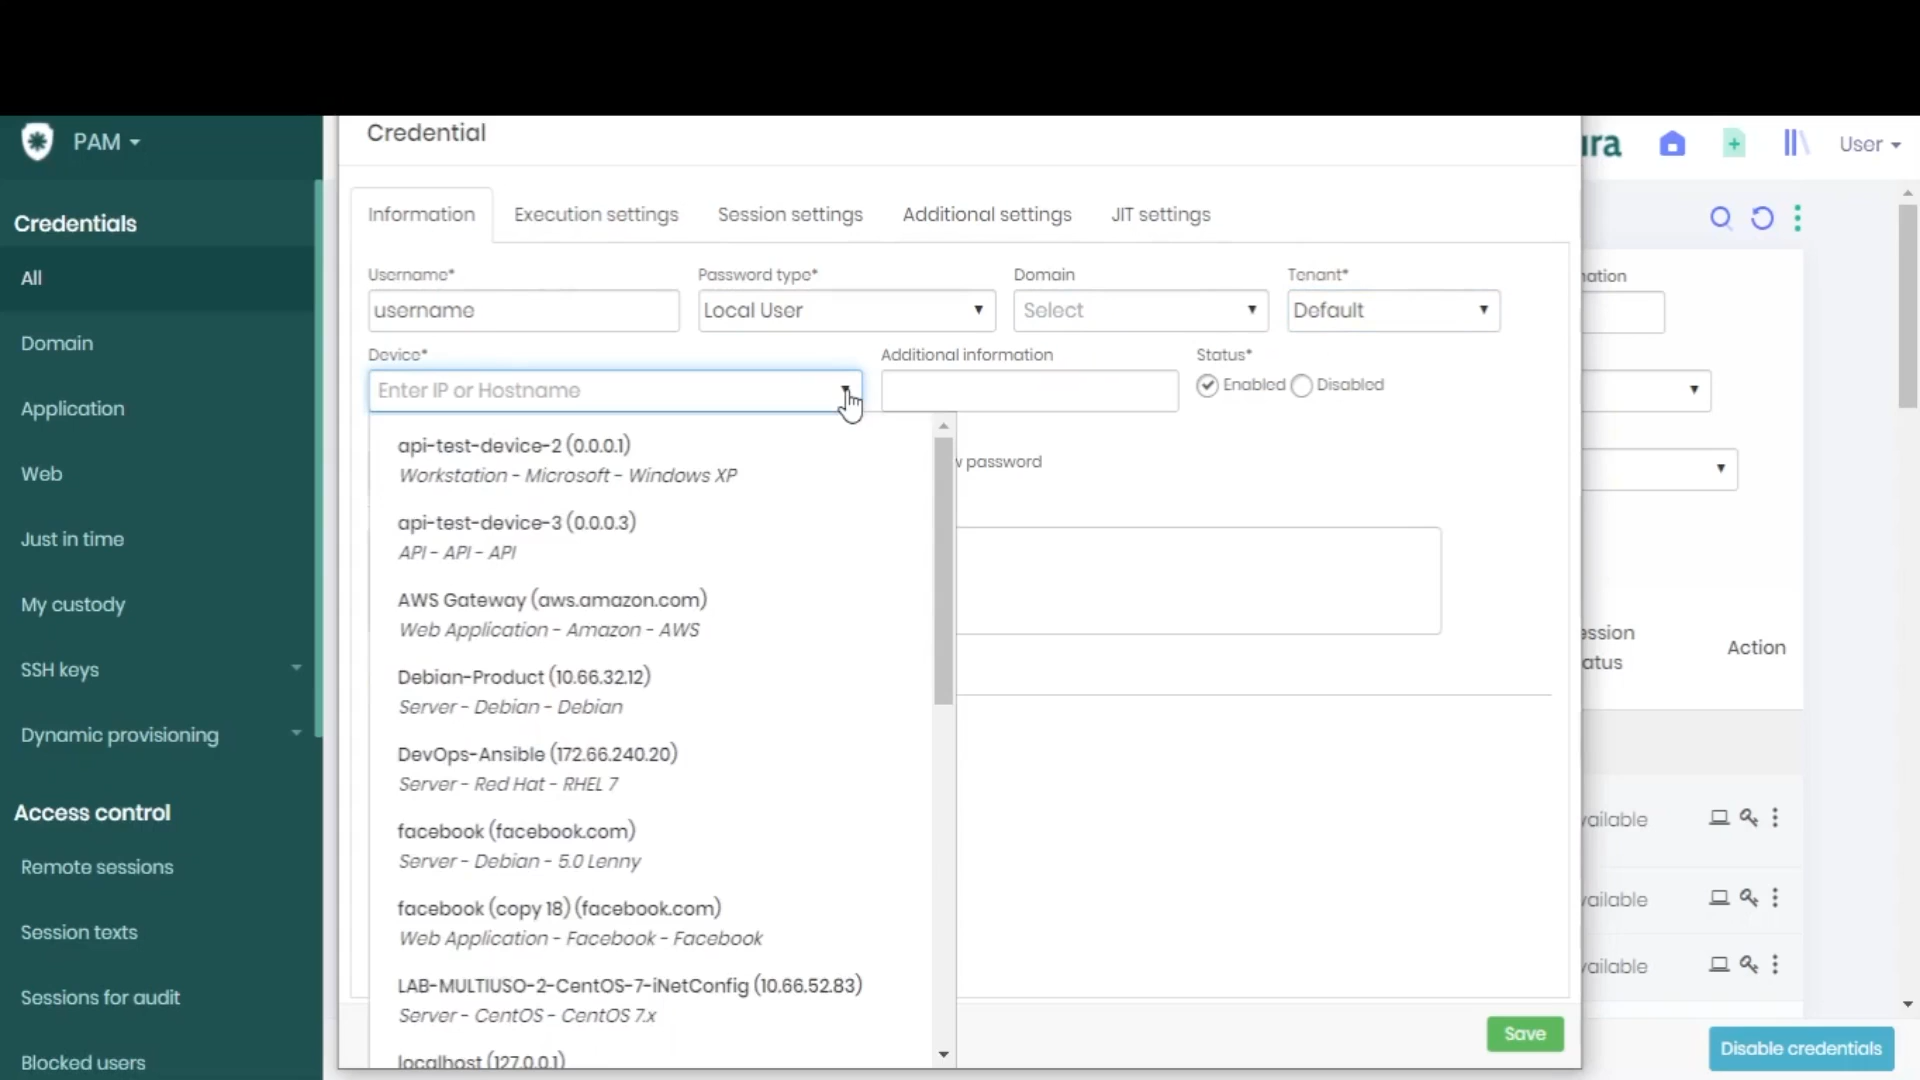 PAM
Credential
ura
User
Credentials
All
Domain
Application
Web
Just in time
My custody
SSH keys
Dynamic provisioning
Access control
Remote sessions
Session texts
Sessions for audit
Blocked users
Information
Execution settings
Session settings
Additional settings
JIT settings
Username*
Password type*
Domain
Tenant*
username
Local User
Select
Default
Device*
Additional information
Status*
Enter IP or Hostname
Enabled
Disabled
api-test-device-2 (0.0.0.1)
Workstation - Microsoft - Windows XP
w password
api-test-device-3 (0.0.0.3)
API - API - API
AWS Gateway (aws.amazon.com)
Web Application - Amazon - AWS
Debian-Product (10.66.32.12)
Server - Debian - Debian
DevOps-Ansible (172.66.240.20)
Server - Red Hat - RHEL 7
facebook (facebook.com)
Server - Debian - 5.0 Lenny
facebook (copy 18) (facebook.com)
Web Application - Facebook - Facebook
LAB-MULTIUSO-2-CentOS-7-iNetConfig (10.66.52.83)
Server - CentOS - CentOS 7.x
localhost (127.0.0.1)
Save
mation
ession
atus
Action
vailable
vailable
vailable
Disable credentials